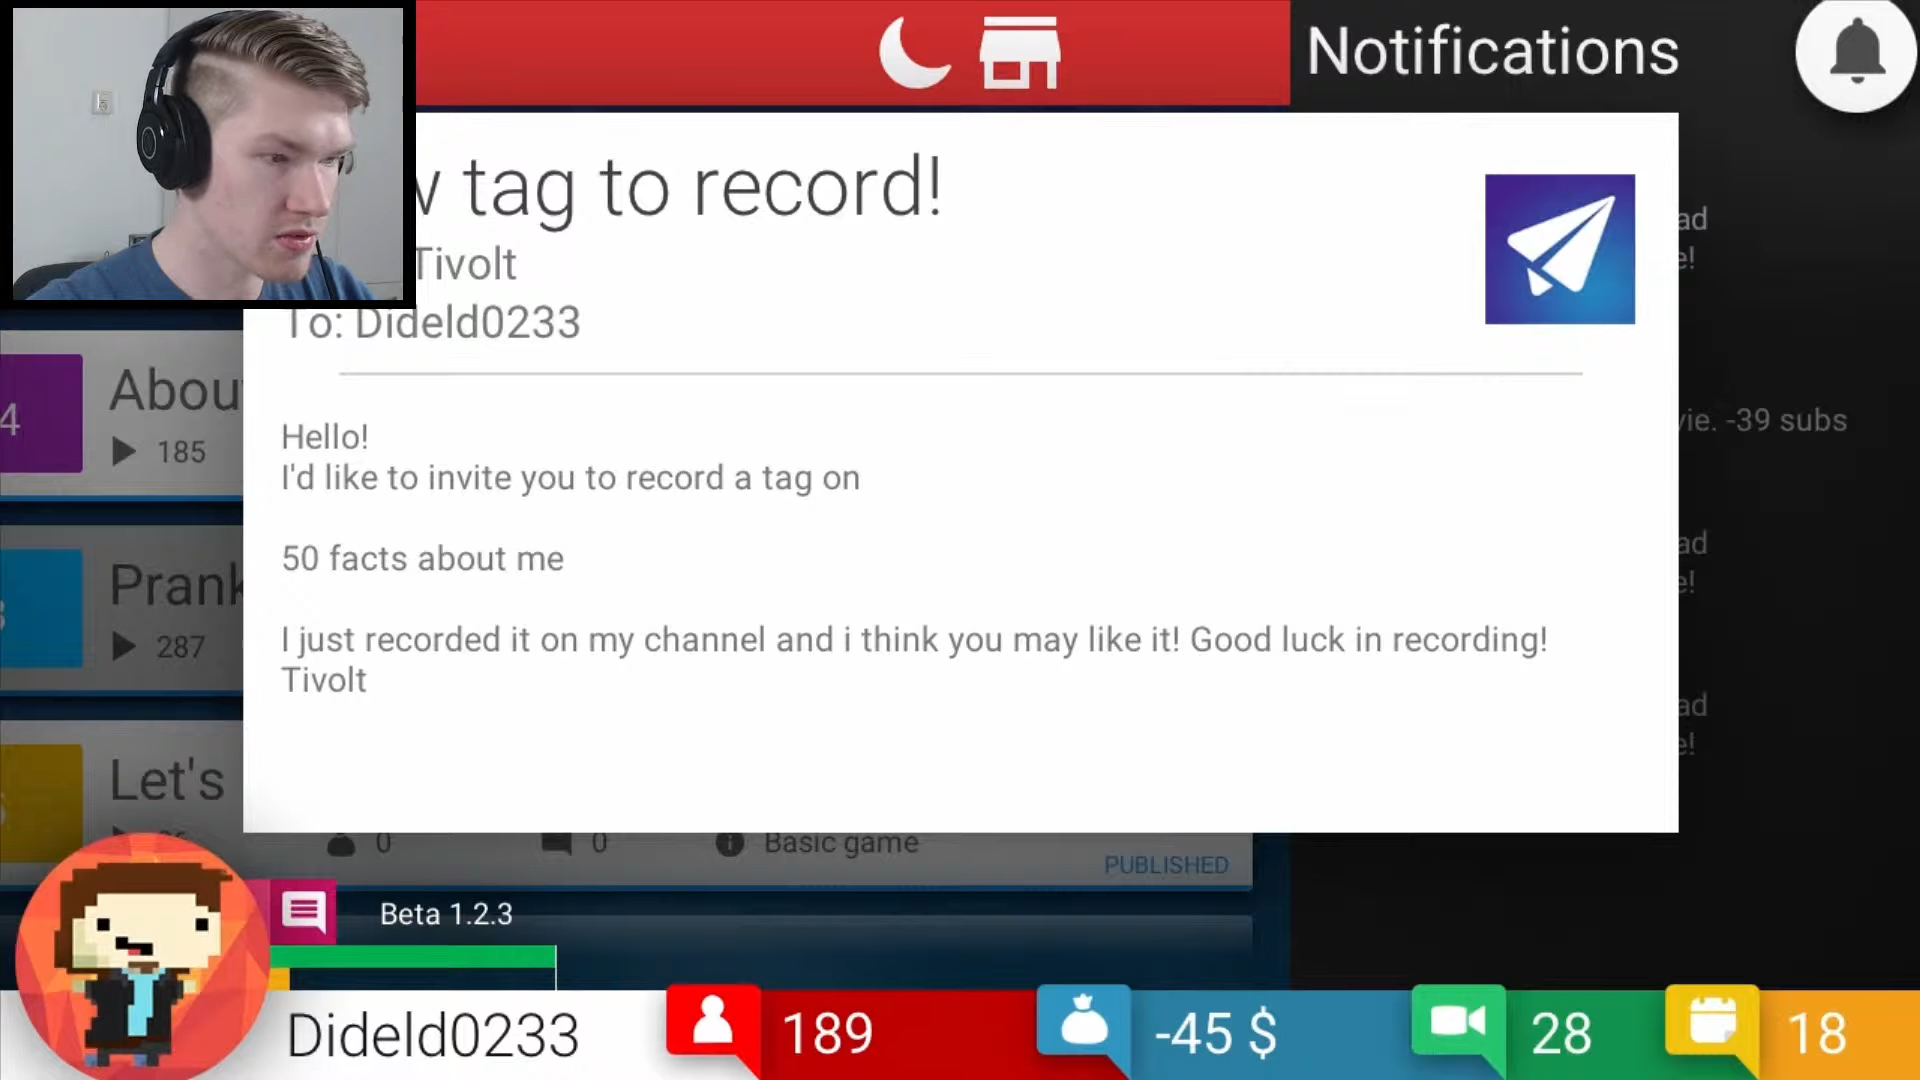 Notifications
tag to record!
Tivolt
To: Dideld0233
ad
e!
4
About
185
Hello!
I'd like to invite you to record a tag on
vie. -39 subs
50 facts about me
ad
e!
Prank
287
I just recorded it on my channel and i think you may like it! Good luck in recording!
Tivolt
ad
e!
Let's
0
0
Basic game
PUBLISHED
Beta 1.2.3
Dideld0233
189
-45 $
28
18